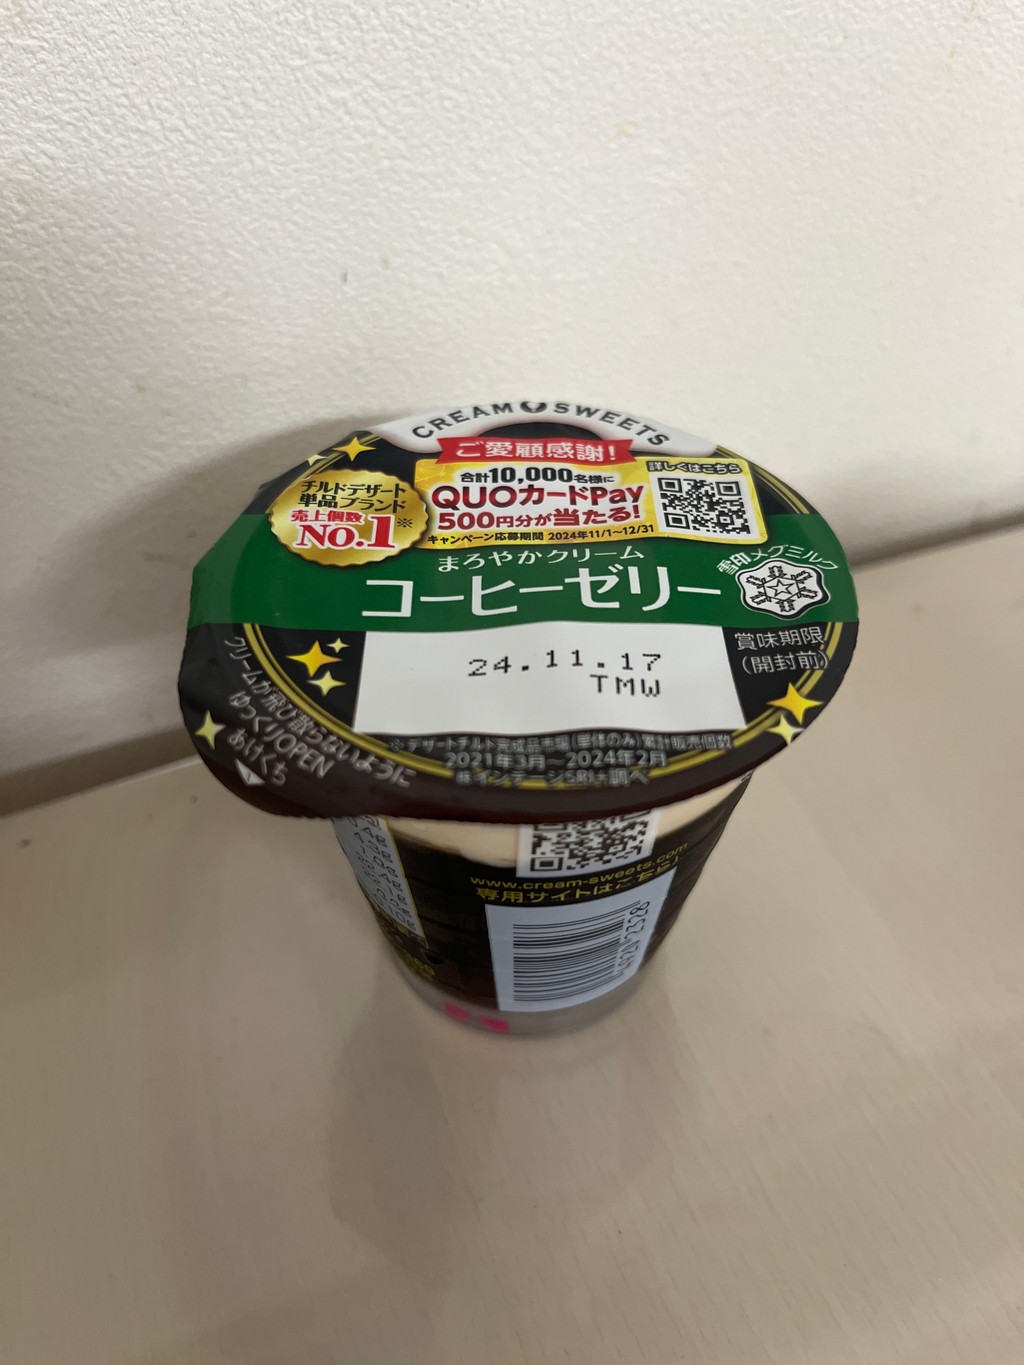 CREAM SWEETS
ご愛顧感謝!
チルドデザート
単品ブランド
売上個数
No.1※
合計10,000名様に
QUOカードPay
500円分が当たる!
キャンペーン応募期間 2024年11/1~12/31
詳しくはこちら
まろやかクリーム
コーヒーゼリー
雪印メグミルク
賞味期限
(開封前)
24.11.17
TMW
クリームが飛び散らないように
ゆっくりOPEN
あけくち
※デザートチルド完成品市場(単体のみ)累計販売個数
2021年3月~2024年2月
㈱インテージSRI+調べ
www.cream-sweets.com
専用サイトはこちら!